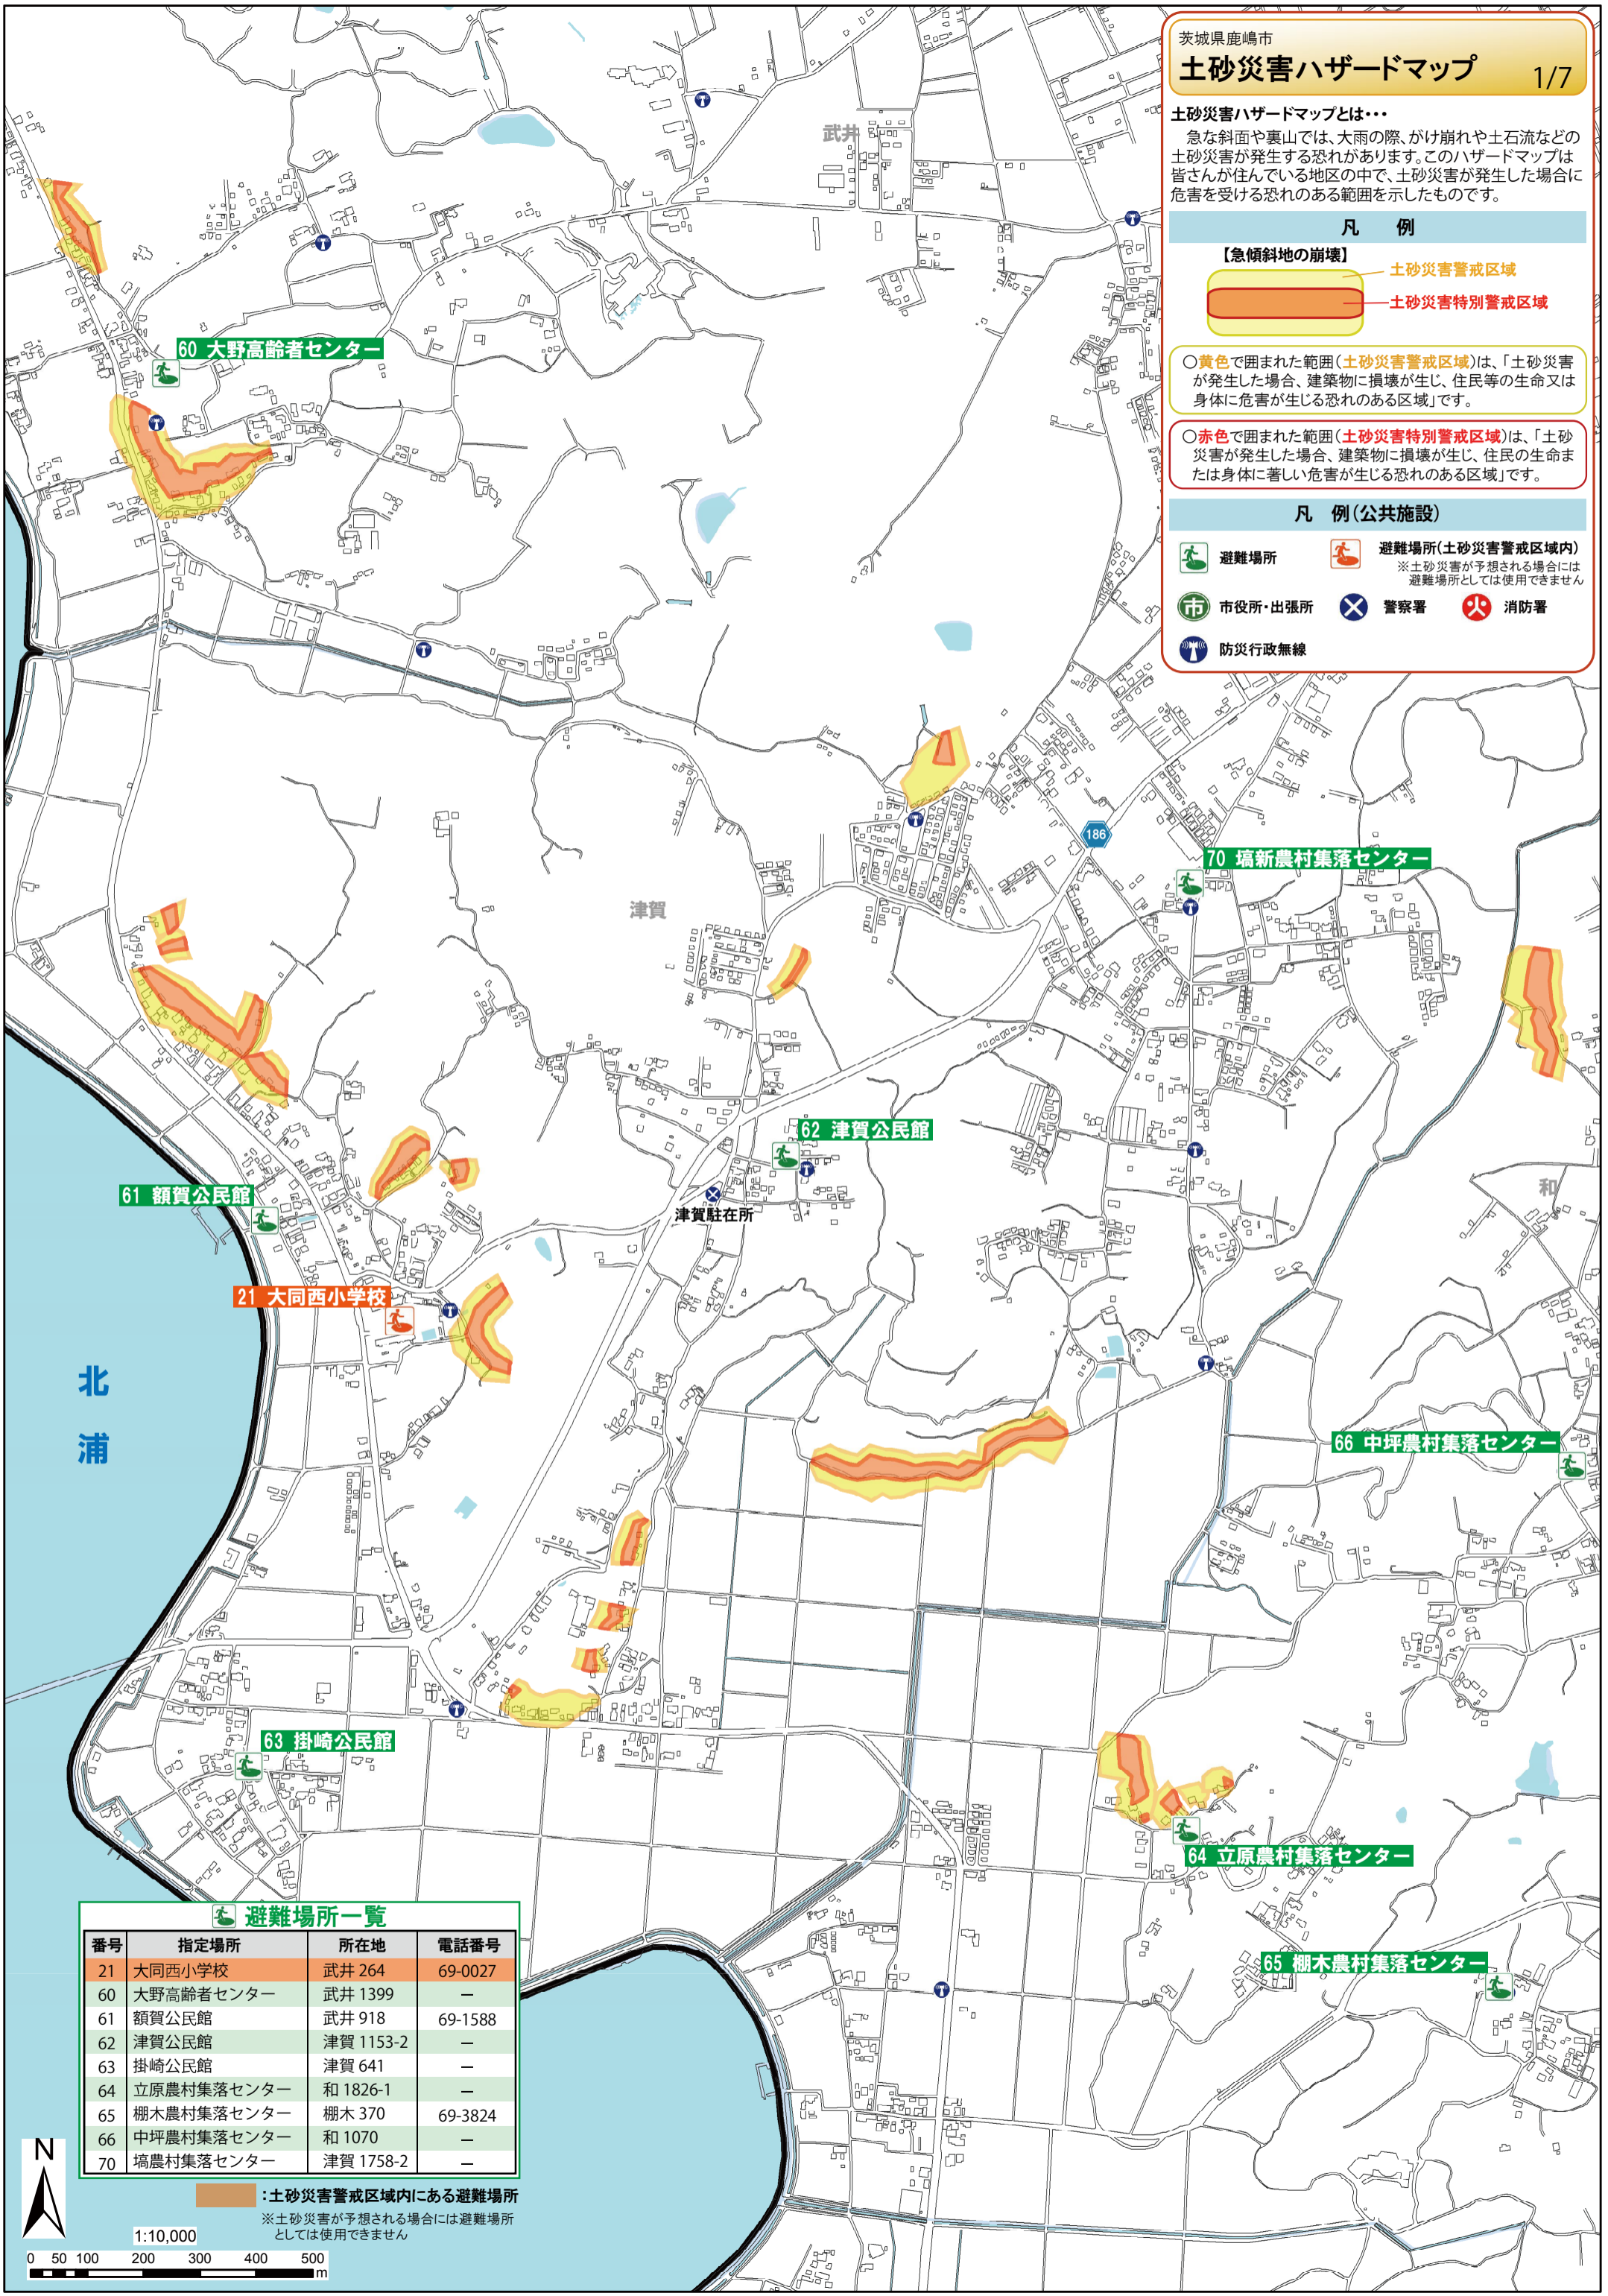 茨城県鹿嶋市
土砂災害ハザードマップ 1/7
土砂災害ハザードマップとは・・・
急な斜面や裏山では、大雨の際、がけ崩れや土石流などの
土砂災害が発生する恐れがあります。このハザードマップは
皆さんが住んでいる地区の中で、土砂災害が発生した場合に
危害を受ける恐れのある範囲を示したものです。
凡 例
【急傾斜地の崩壊】
土砂災害警戒区域
土砂災害特別警戒区域
○黄色で囲まれた範囲(土砂災害警戒区域)は、「土砂災害
が発生した場合、建築物に損壊が生じ、住民等の生命又は
身体に危害が生じる恐れのある区域」です。
○赤色で囲まれた範囲(土砂災害特別警戒区域)は、「土砂
災害が発生した場合、建築物に損壊が生じ、住民の生命ま
たは身体に著しい危害が生じる恐れのある区域」です。
凡 例(公共施設)
避難場所
避難場所(土砂災害警戒区域内)
※土砂災害が予想される場合には
避難場所としては使用できません
市 市役所・出張所
警察署
火 消防署
防災行政無線
武井
60 大野高齢者センター
186
70 塙新農村集落センター
津賀
62 津賀公民館
61 額賀公民館
和
津賀駐在所
21 大同西小学校
北
浦
66 中坪農村集落センター
63 掛崎公民館
64 立原農村集落センター
65 棚木農村集落センター
避難場所一覧
番号 指定場所 所在地 電話番号
21 大同西小学校 武井 264 69-0027
60 大野高齢者センター 武井 1399 －
61 額賀公民館 武井 918 69-1588
62 津賀公民館 津賀 1153-2 －
63 掛崎公民館 津賀 641 －
64 立原農村集落センター 和 1826-1 －
65 棚木農村集落センター 棚木 370 69-3824
66 中坪農村集落センター 和 1070 －
70 塙農村集落センター 津賀 1758-2 －
:土砂災害警戒区域内にある避難場所
※土砂災害が予想される場合には避難場所
としては使用できません
N
1:10,000
0 50 100 200 300 400 500
m